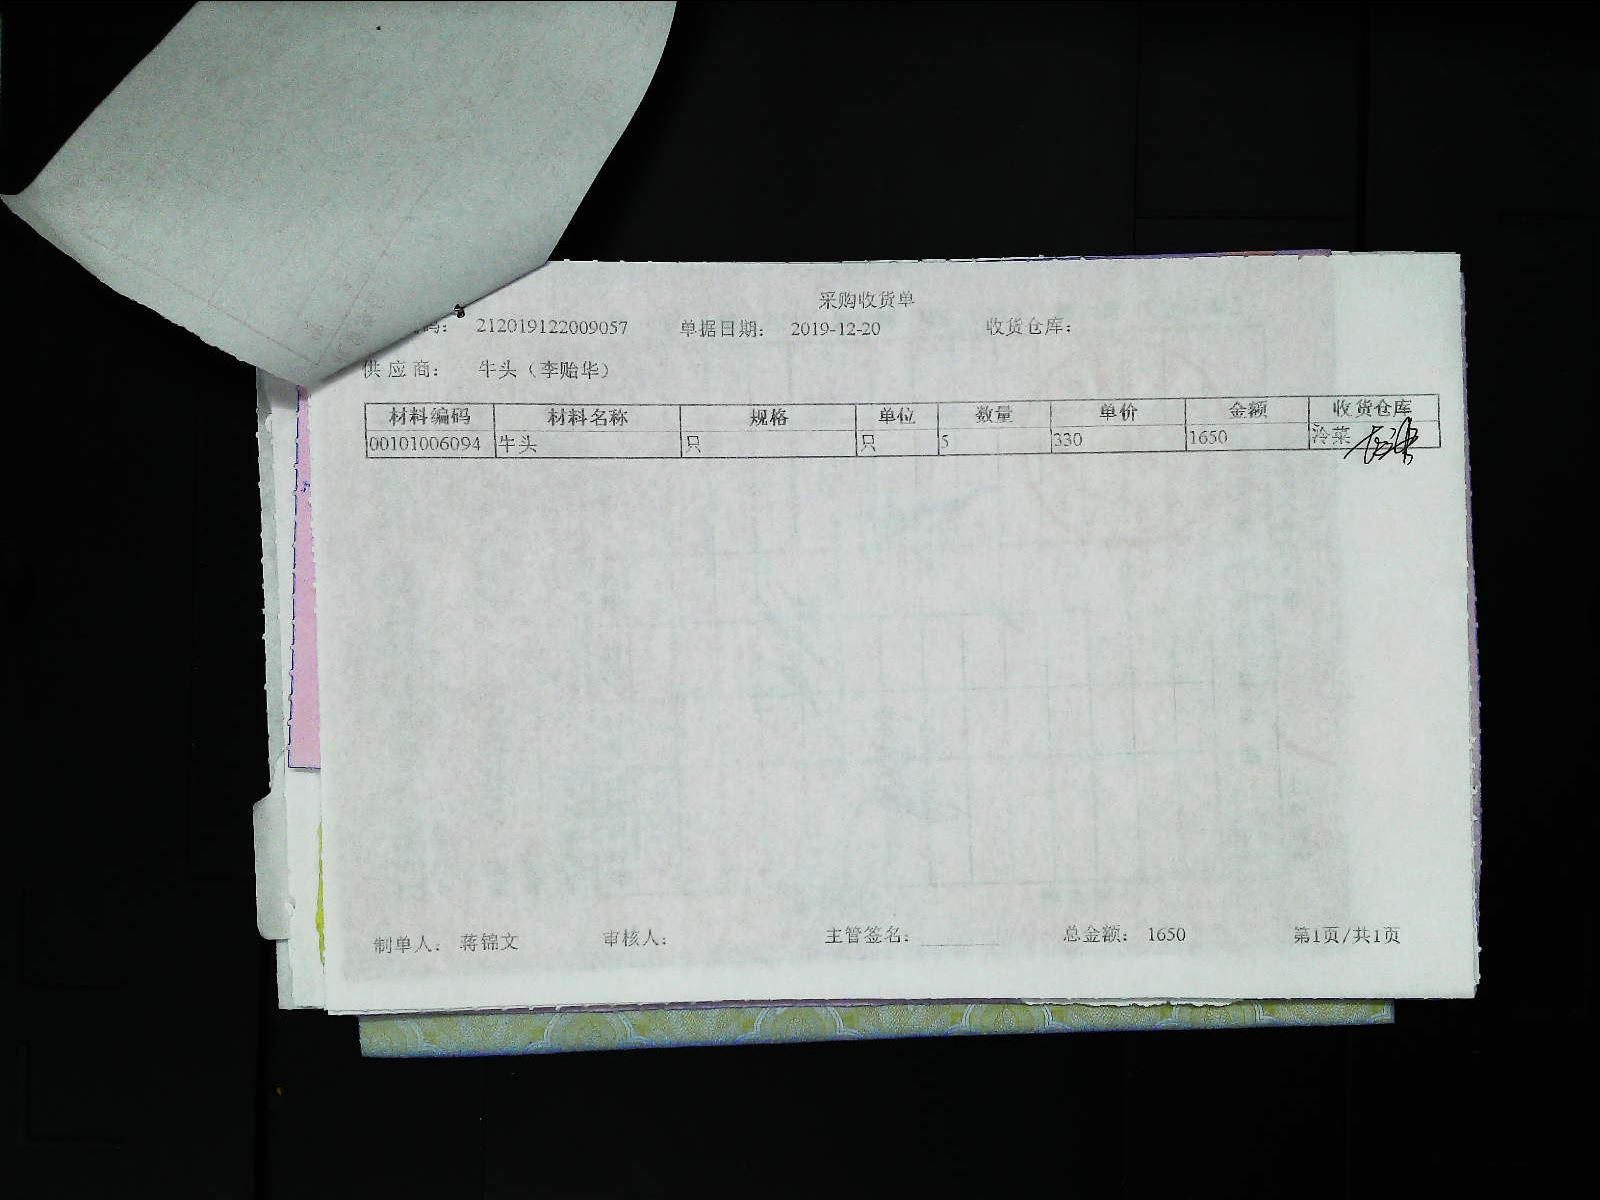 采购收货单
码： 212019122009057 单据日期： 2019-12-20 收货仓库：
供应商： 牛头（李贻华）
材料编码 材料名称 规格 单位 数量 单价 金额 收货仓库
00101006094 牛头 只 只 5 330 1650 冷菜
制单人： 蒋锦文 审核人： 主管签名： 总金额： 1650 第1页/共1页